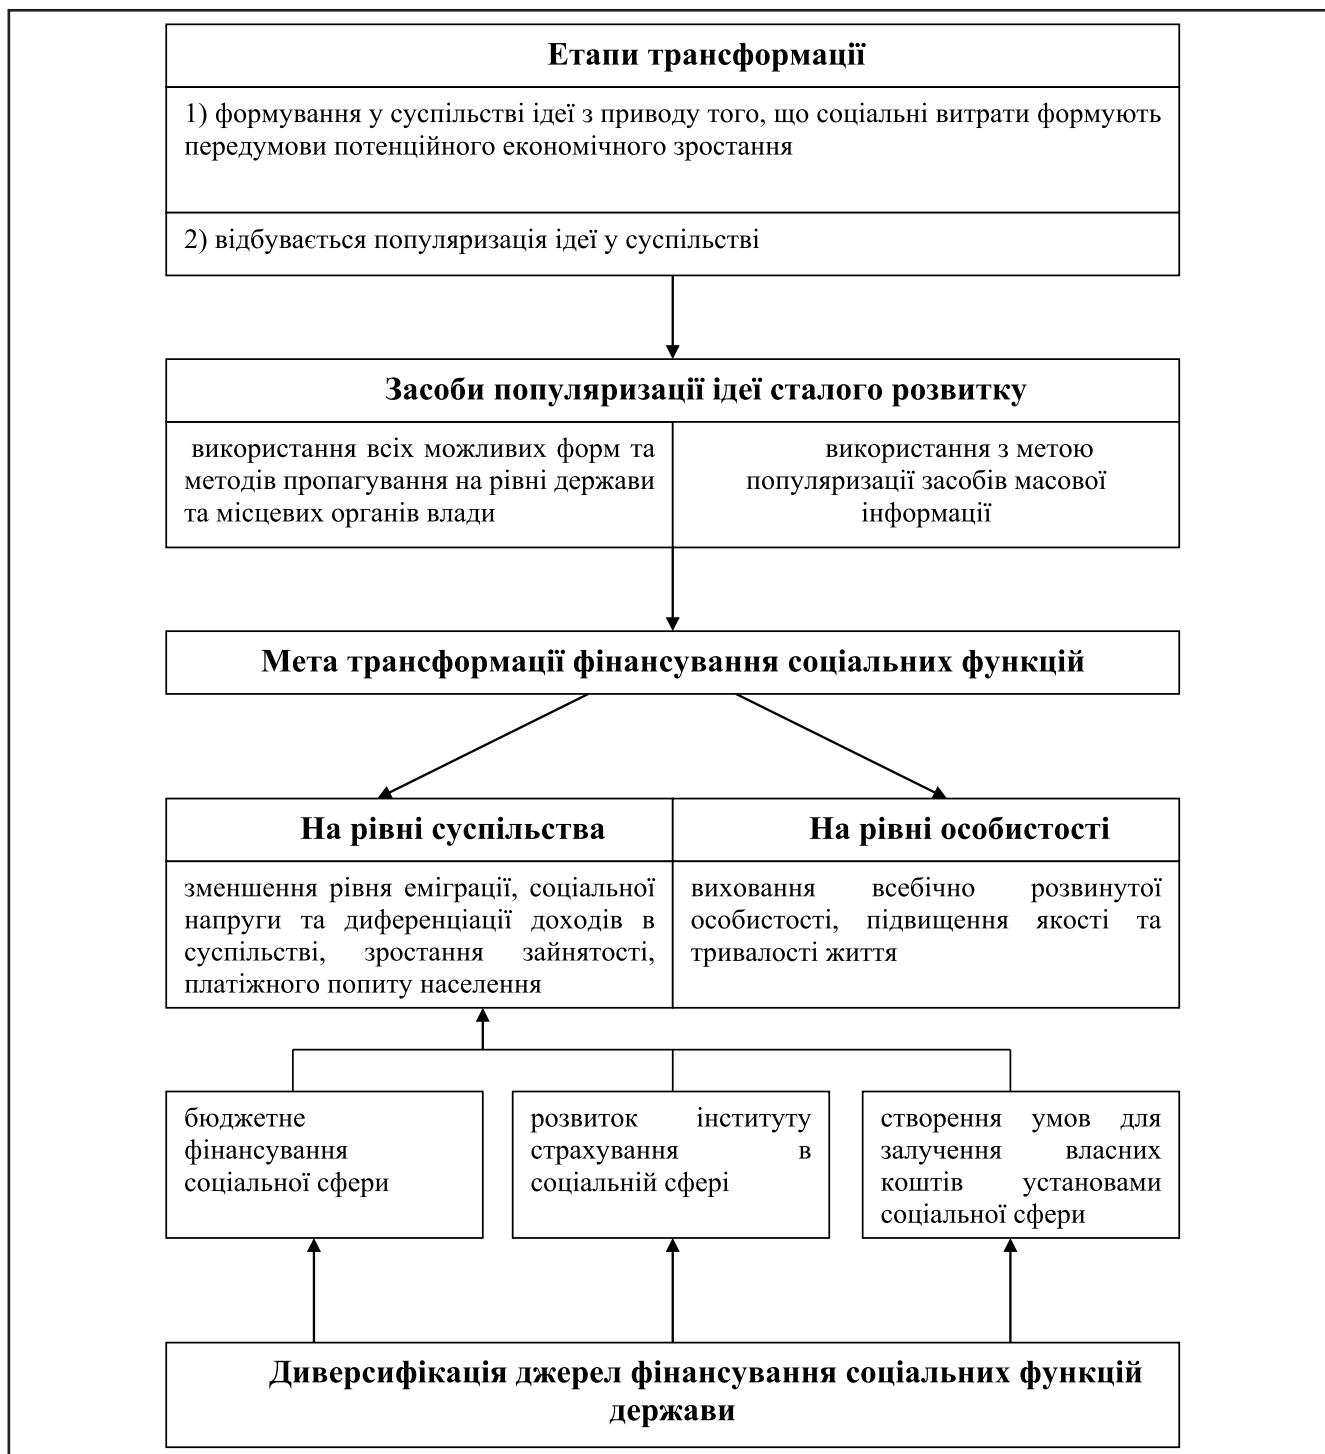 Етапи трансформації
1) формування у суспільстві ідеї з приводу того, що соціальні витрати формують
передумови потенційного економічного зростання
2) відбувається популяризація ідеї у суспільстві
Засоби популяризації ідеї сталого розвитку
використання всіх можливих форм та
методів пропагування на рівні держави
та місцевих органів влади
використання з метою
популяризації засобів масової
інформації
Мета трансформації фінансування соціальних функцій
На рівні суспільства
зменшення рівня еміграції, соціальної
напруги та диференціації доходів в
суспільстві, зростання зайнятості,
платіжного попиту населення
На рівні особистості
виховання всебічно розвинутої
особистості, підвищення якості та
тривалості життя
бюджетне
фінансування
соціальної сфери
розвиток інституту
страхування в
соціальній сфері
створення умов для
залучення власних
коштів установами
соціальної сфери
Диверсифікація джерел фінансування соціальних функцій
держави